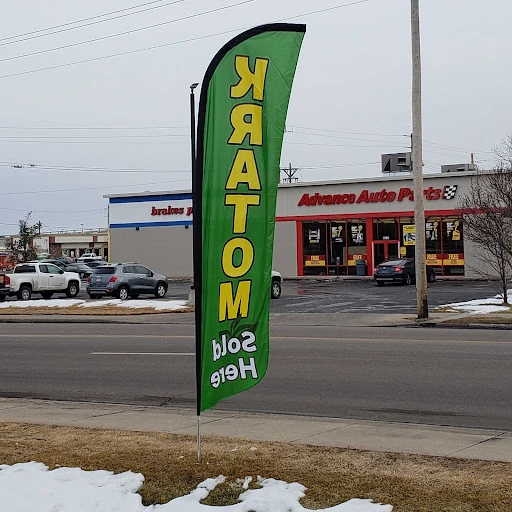 KRATOM
Sold
Here
brakes
Advance Auto Parts